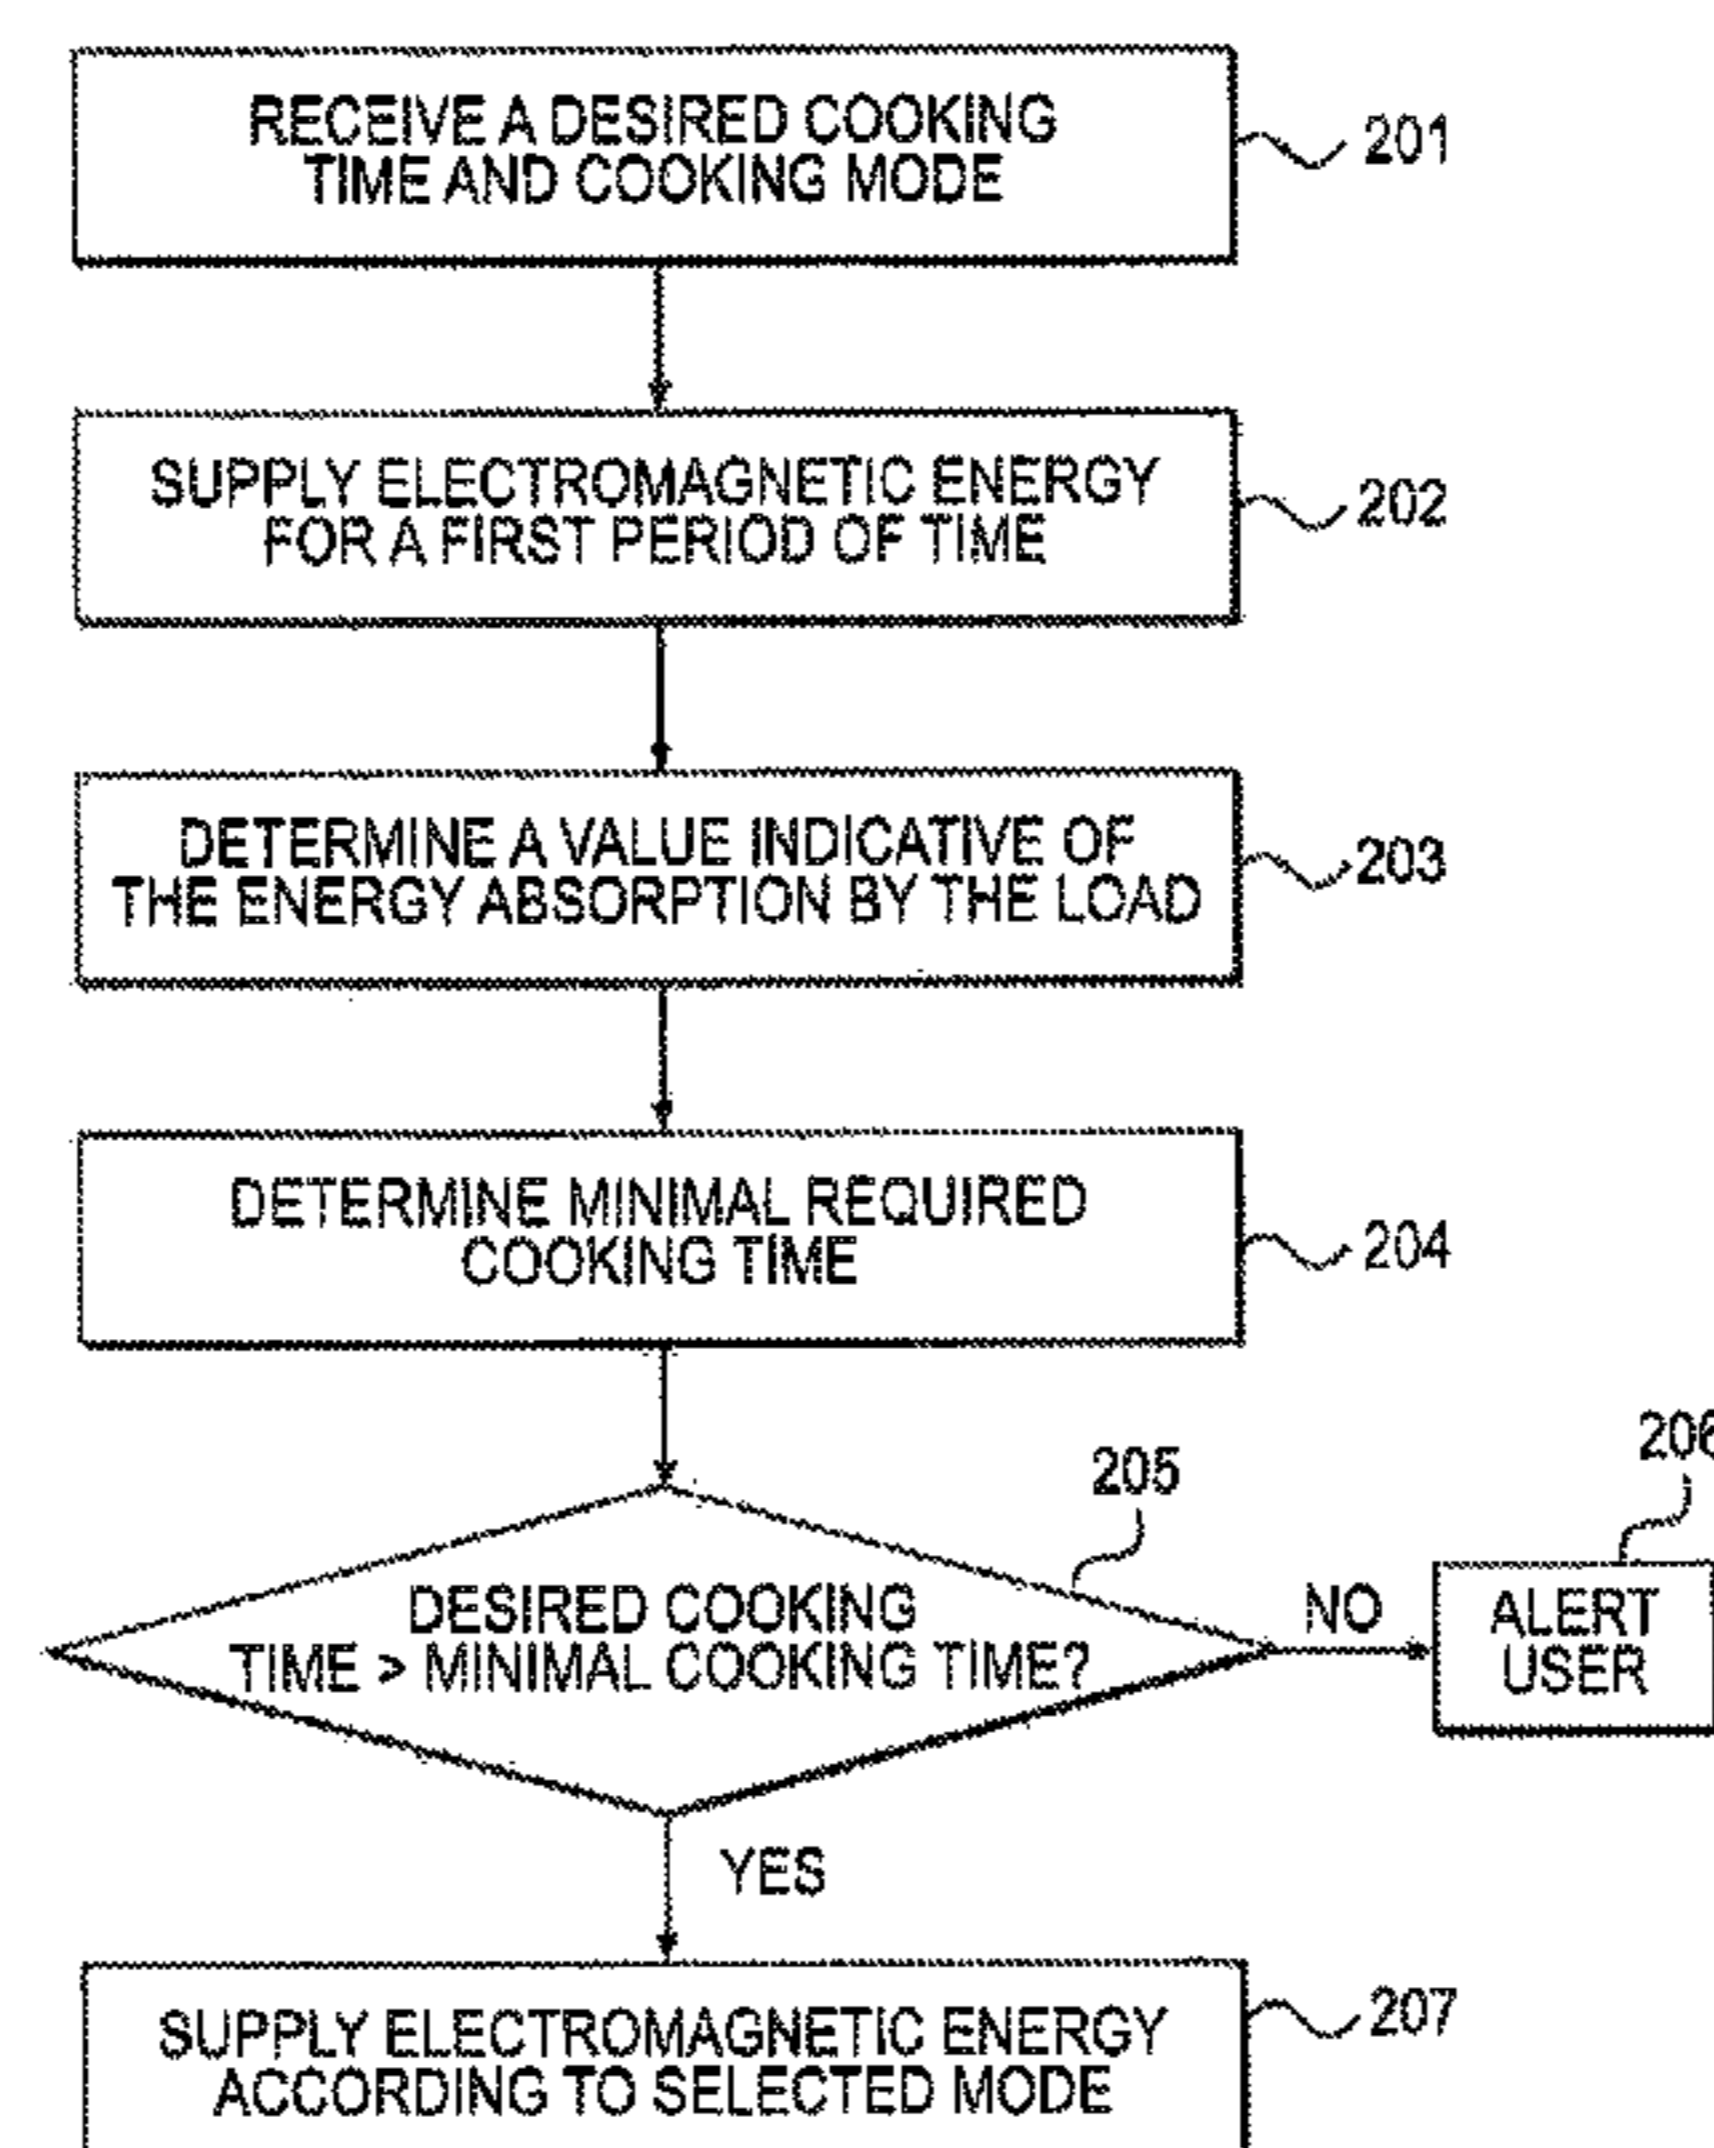 RECEIVE A DESIRED COOKING
TIME AND COOKING MODE
201
SUPPLY ELECTROMAGNETIC ENERGY
FOR A FIRST PERIOD OF TIME
202
DETERMINE A VALUE INDICATIVE OF
THE ENERGY ABSORPTION BY THE LOAD
203
DETERMINE MINIMAL REQUIRED
COOKING TIME
204
205
206
DESIRED COOKING
TIME > MINIMAL COOKING TIME?
NO
ALERT
USER
YES
SUPPLY ELECTROMAGNETIC ENERGY
ACCORDING TO SELECTED MODE
207